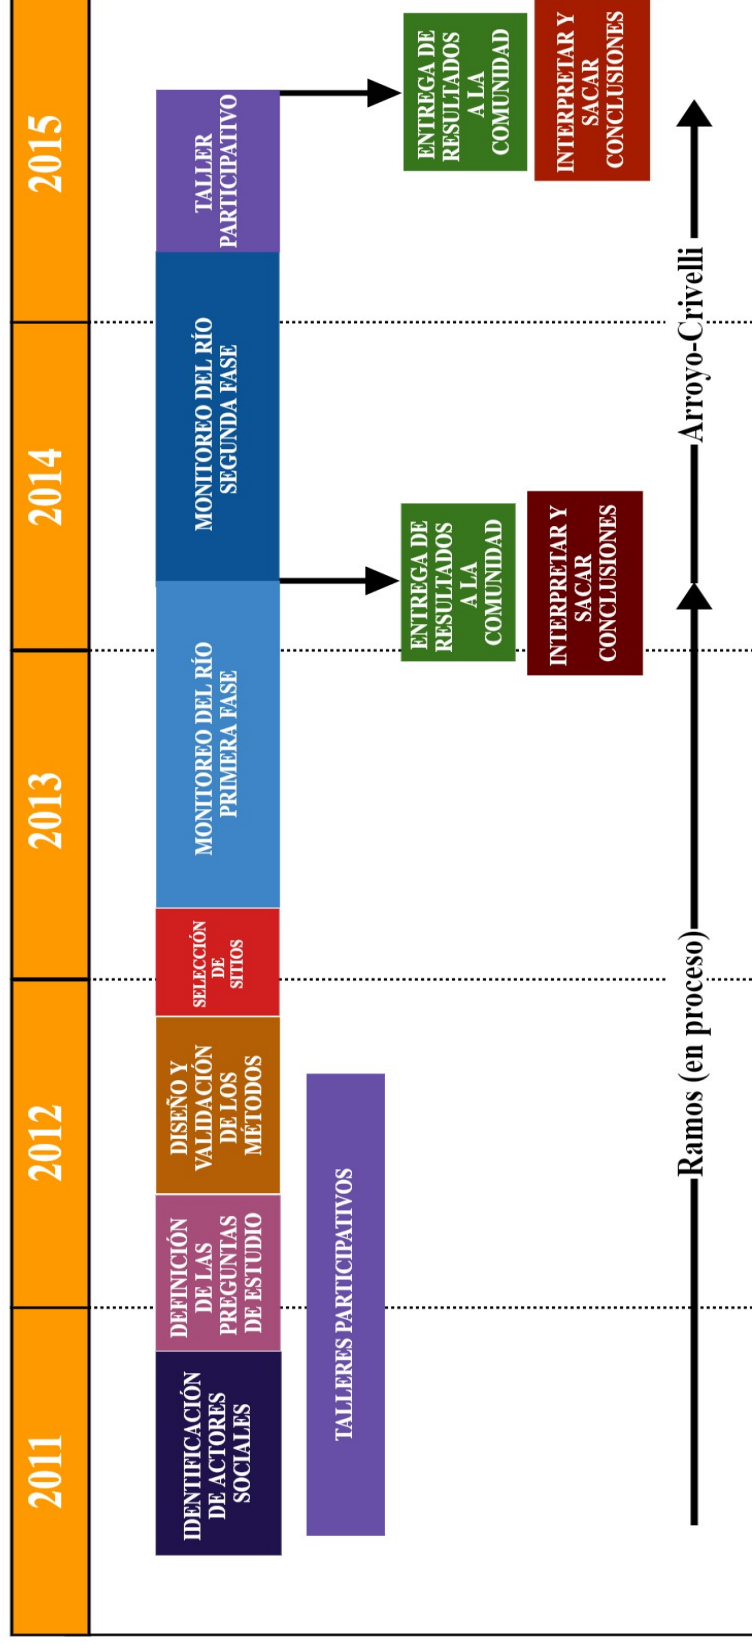 2011
2012
2013
2014
2015
IDENTIFICACIÓN
DE ACTORES
SOCIALES
DEFINICIÓN
DE LAS
PREGUNTAS
DE ESTUDIO
DISEÑO Y
VALIDACIÓN
DE LOS
MÉTODOS
SELECCIÓN
DE
SITIOS
MONITOREO DEL RÍO
PRIMERA FASE
MONITOREO DEL RÍO
SEGUNDA FASE
TALLER
PARTICIPATIVO
TALLERES PARTICIPATIVOS
ENTREGA DE
RESULTADOS
A LA
COMUNIDAD
INTERPRETAR Y
SACAR
CONCLUSIONES
ENTREGA DE
RESULTADOS
A LA
COMUNIDAD
INTERPRETAR Y
SACAR
CONCLUSIONES
Ramos (en proceso)
Arroyo-Crivelli